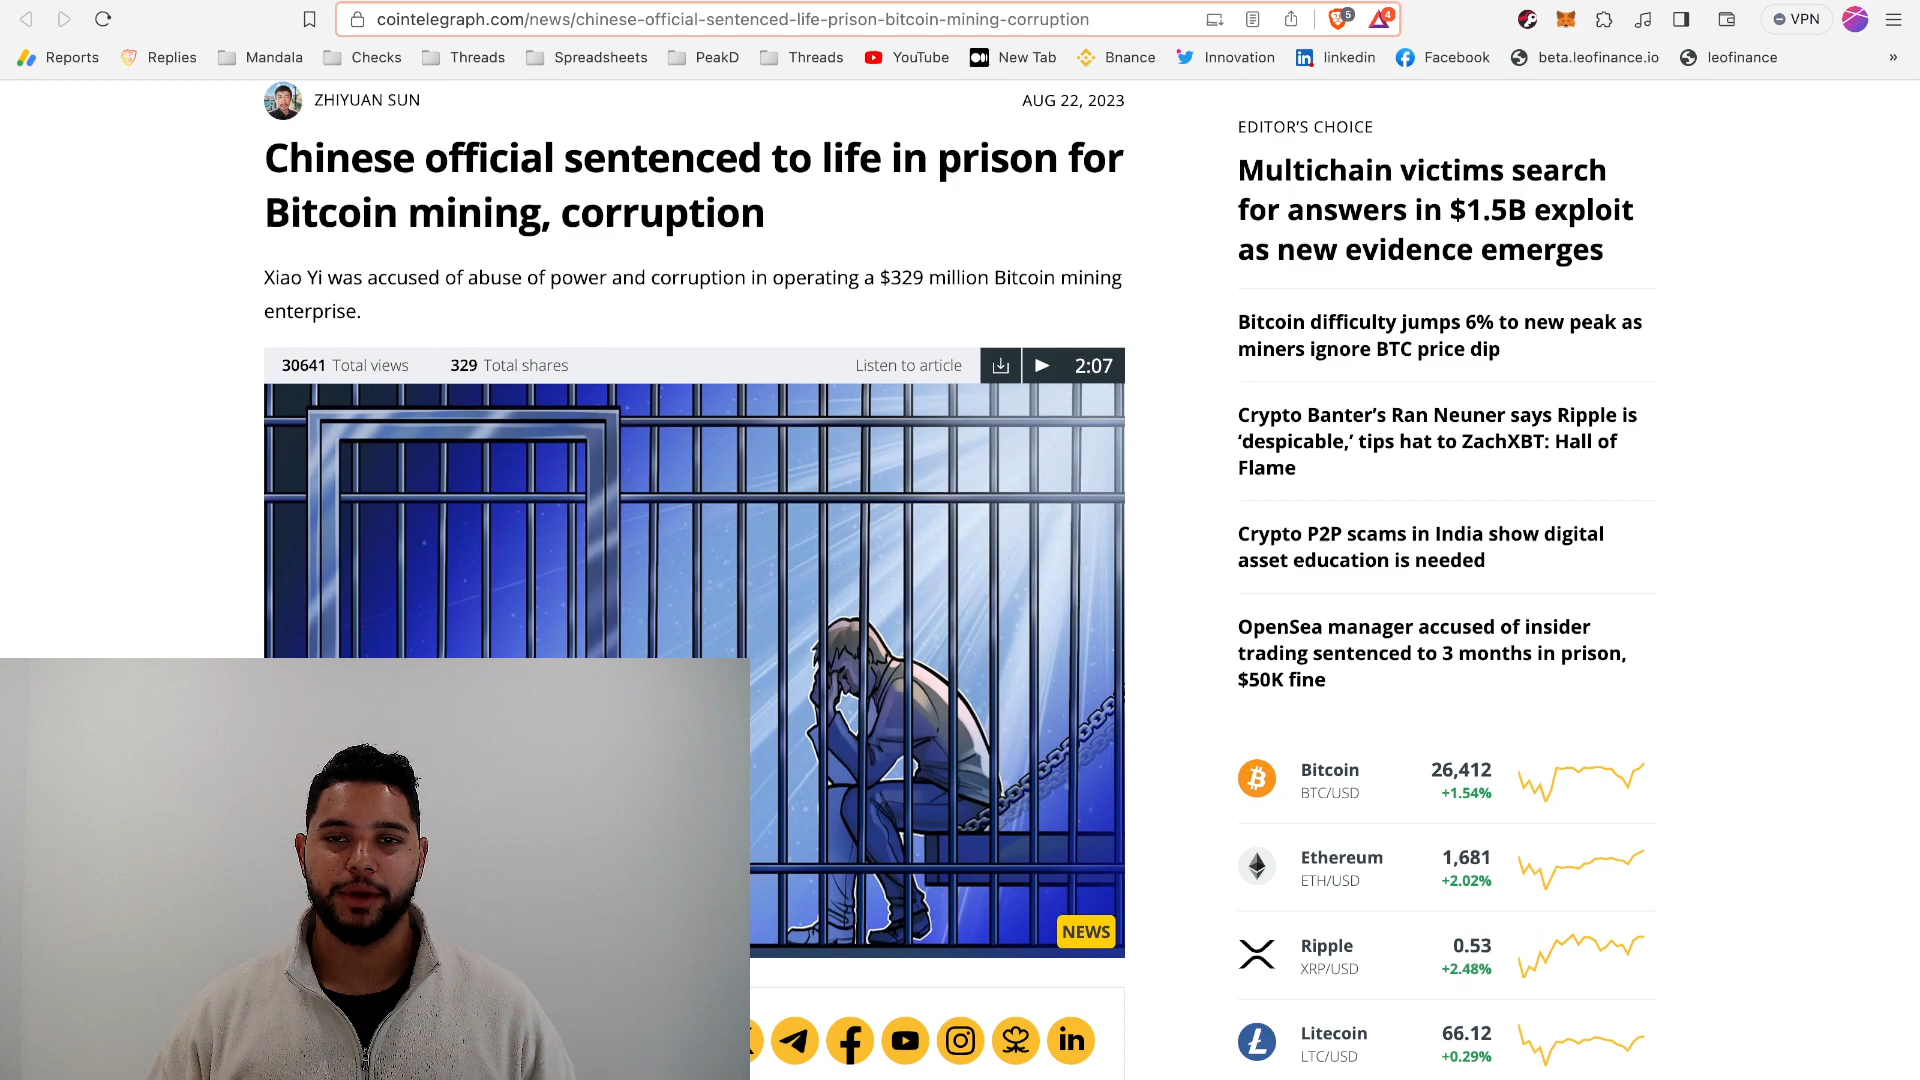 cointelegraph.com/news/chinese-official-sentenced-life-prison-bitcoin-mining-corruption
5
4
VPN
Reports
Replies
Mandala
Checks
Threads
Spreadsheets
PeakD
Threads
YouTube
New Tab
Bnance
Innovation
linkedin
Facebook
beta.leofinance.io
leofinance
»
ZHIYUAN SUN
AUG 22, 2023
Chinese official sentenced to life in prison for
Bitcoin mining, corruption
Xiao Yi was accused of abuse of power and corruption in operating a $329 million Bitcoin mining
enterprise.
30641 Total views
329 Total shares
Listen to article
2:07
NEWS
in
EDITOR'S CHOICE
Multichain victims search
for answers in $1.5B exploit
as new evidence emerges
Bitcoin difficulty jumps 6% to new peak as
miners ignore BTC price dip
Crypto Banter’s Ran Neuner says Ripple is
‘despicable,’ tips hat to ZachXBT: Hall of
Flame
Crypto P2P scams in India show digital
asset education is needed
OpenSea manager accused of insider
trading sentenced to 3 months in prison,
$50K fine
Bitcoin 26,412
BTC/USD +1.54%
Ethereum 1,681
ETH/USD +2.02%
Ripple 0.53
XRP/USD +2.48%
Litecoin 66.12
LTC/USD +0.29%